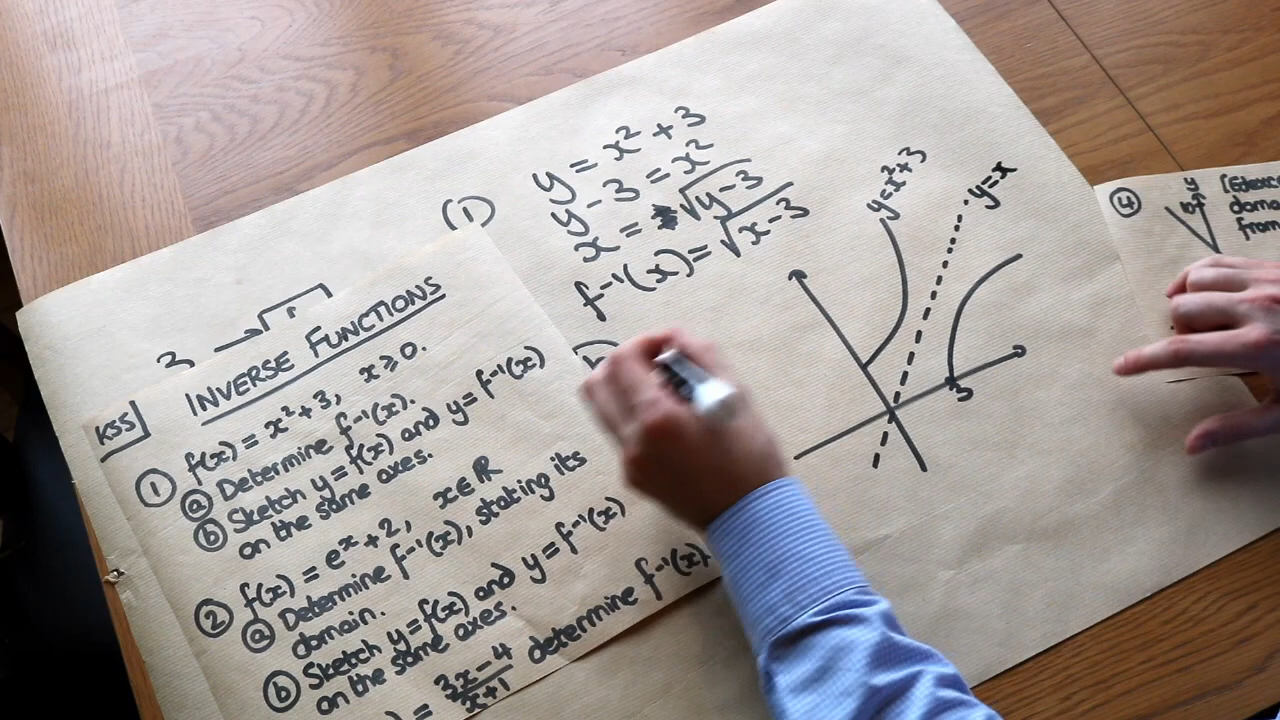 (1)
y = x² + 3
y - 3 = x²
x = √y-3
f⁻¹(x) = √x-3
y=x²+3
y=x
3
3
KS5
INVERSE FUNCTIONS
① f(x) = x²+3, x ⩾ 0.
ⓐ Determine f⁻¹(x).
ⓑ Sketch y=f(x) and y = f⁻¹(x)
on the same axes.
② f(x) = eˣ+2, x∈ℝ
ⓐ Determine f⁻¹(x), stating its
domain.
ⓑ Sketch y=f(x) and y=f⁻¹(x)
on the same axes.
) = 3x-4/x+1 determine f⁻¹(x).
④
y